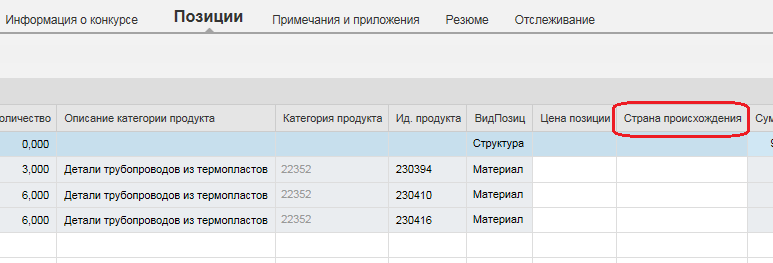 Информация о конкурсе Позиции Примечания и приложения Резюме Отслеживание
оличество Описание категории продукта Категория продукта Ид. продукта ВидПозиц Цена позиции Страна происхождения Сум
0,000 Структура 9
3,000 Детали трубопроводов из термопластов 22352 230394 Материал
6,000 Детали трубопроводов из термопластов 22352 230410 Материал
6,000 Детали трубопроводов из термопластов 22352 230416 Материал